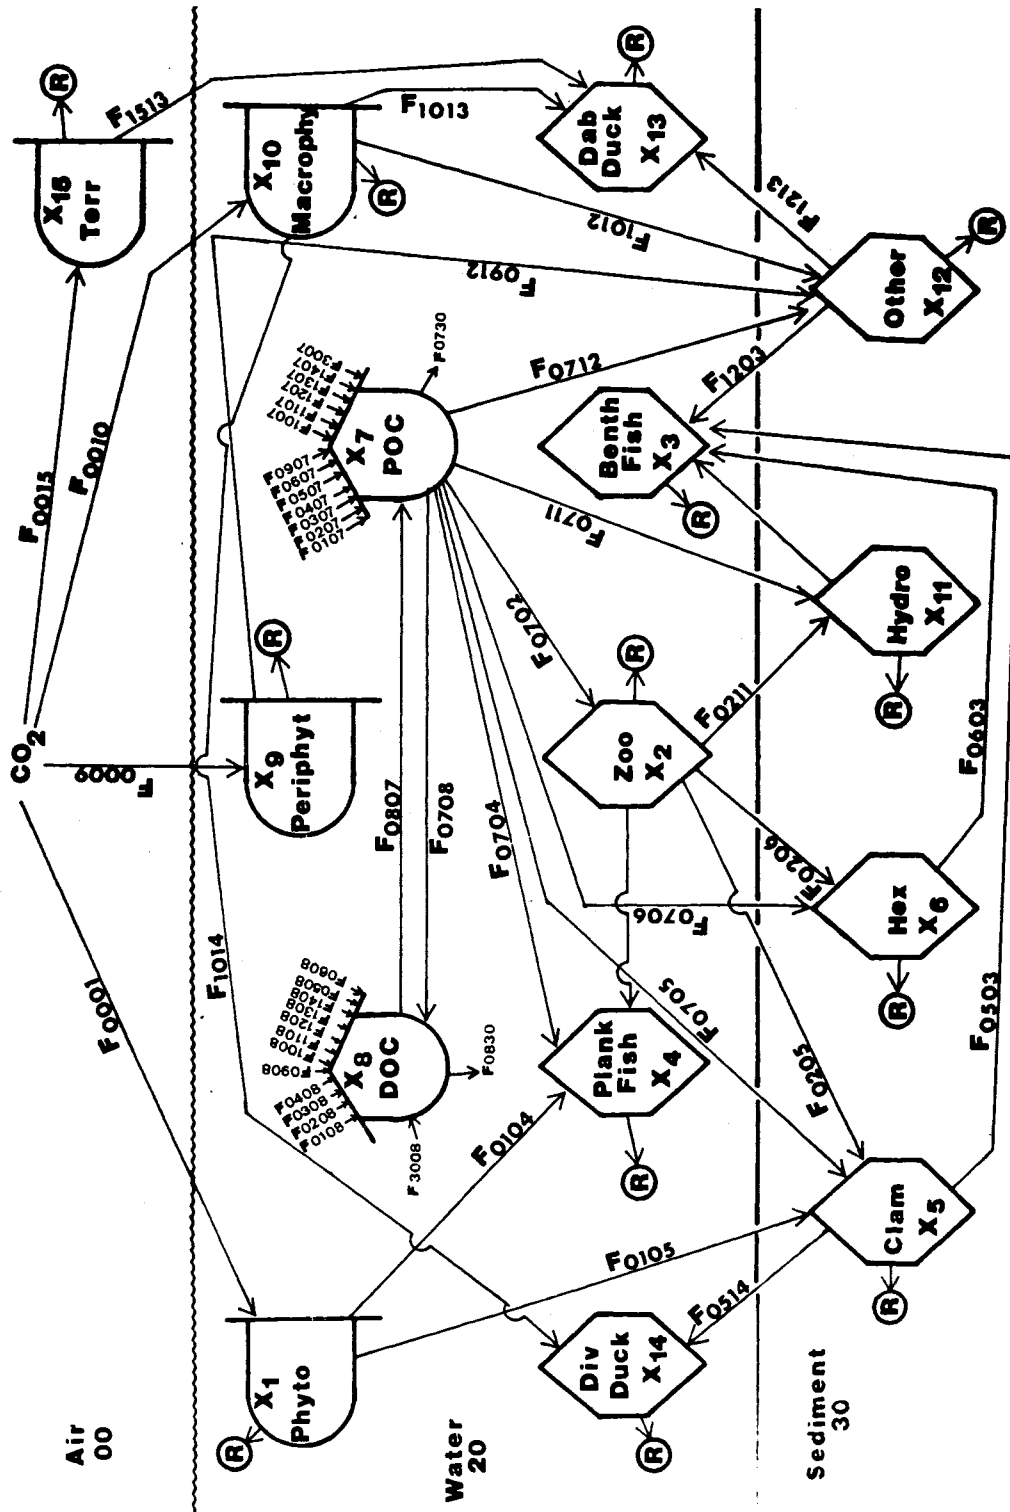 Air
00
CO2
F0001
F0009
F0010
F0015
X15
Terr
R
F1513
R
X1
Phyto
F1014
X9
Periphyt
R
X10
Macrophy
R
F1013
Water
20
F0108
F0208
F0308
F0408
F0908
F1008
F1108
F1208
F1308
F1408
F0508
F0608
X8
DOC
F3008
F0830
F0807
F0708
F0107
F0207
F0307
F0407
F0507
F0607
F0907
F1007
F1107
F1207
F1307
F1407
F3007
X7
POC
F0730
F0912
F1012
F0104
F0105
F0704
F0705
F0706
F0702
F0711
F0712
Div
Duck
X14
R
Plank
Fish
X4
R
Zoo
X2
R
Benth
Fish
X3
R
Dab
Duck
X13
R
F0514
F0205
F0206
F0211
F1203
F1213
Sediment
30
Clam
X5
R
Hex
X6
R
Hydro
X11
R
Other
X12
R
F0503
F0603